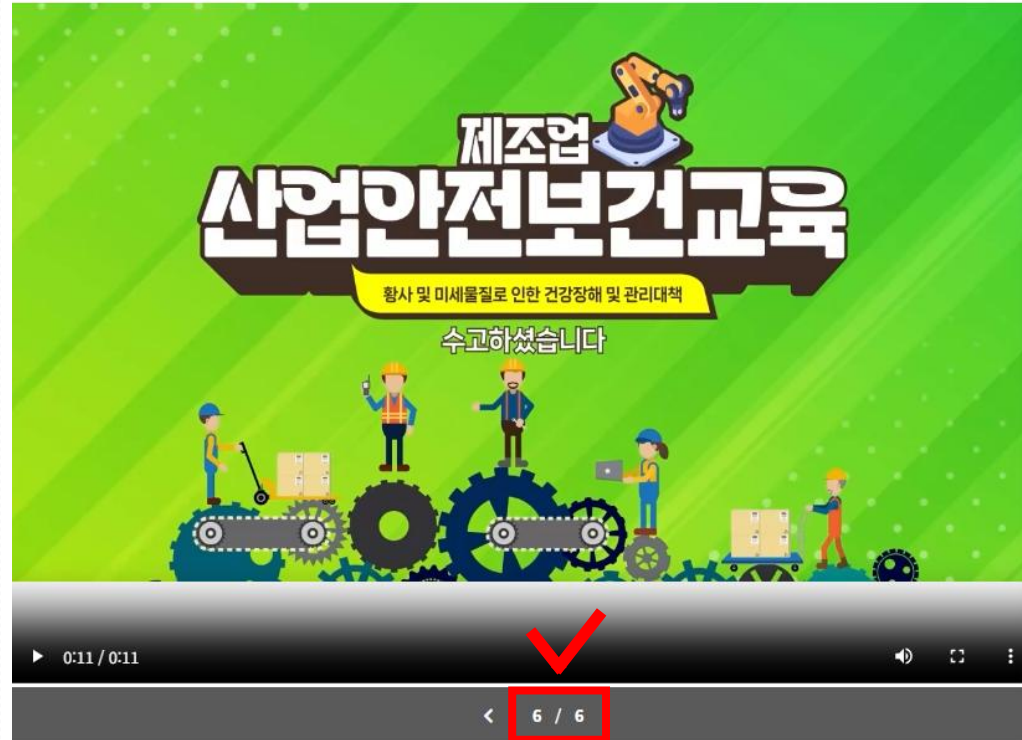 제조업
산업안전보건교육
황사 및 미세물질로 인한 건강장해 및 관리대책
수고하셨습니다
0:11 / 0:11
6 / 6